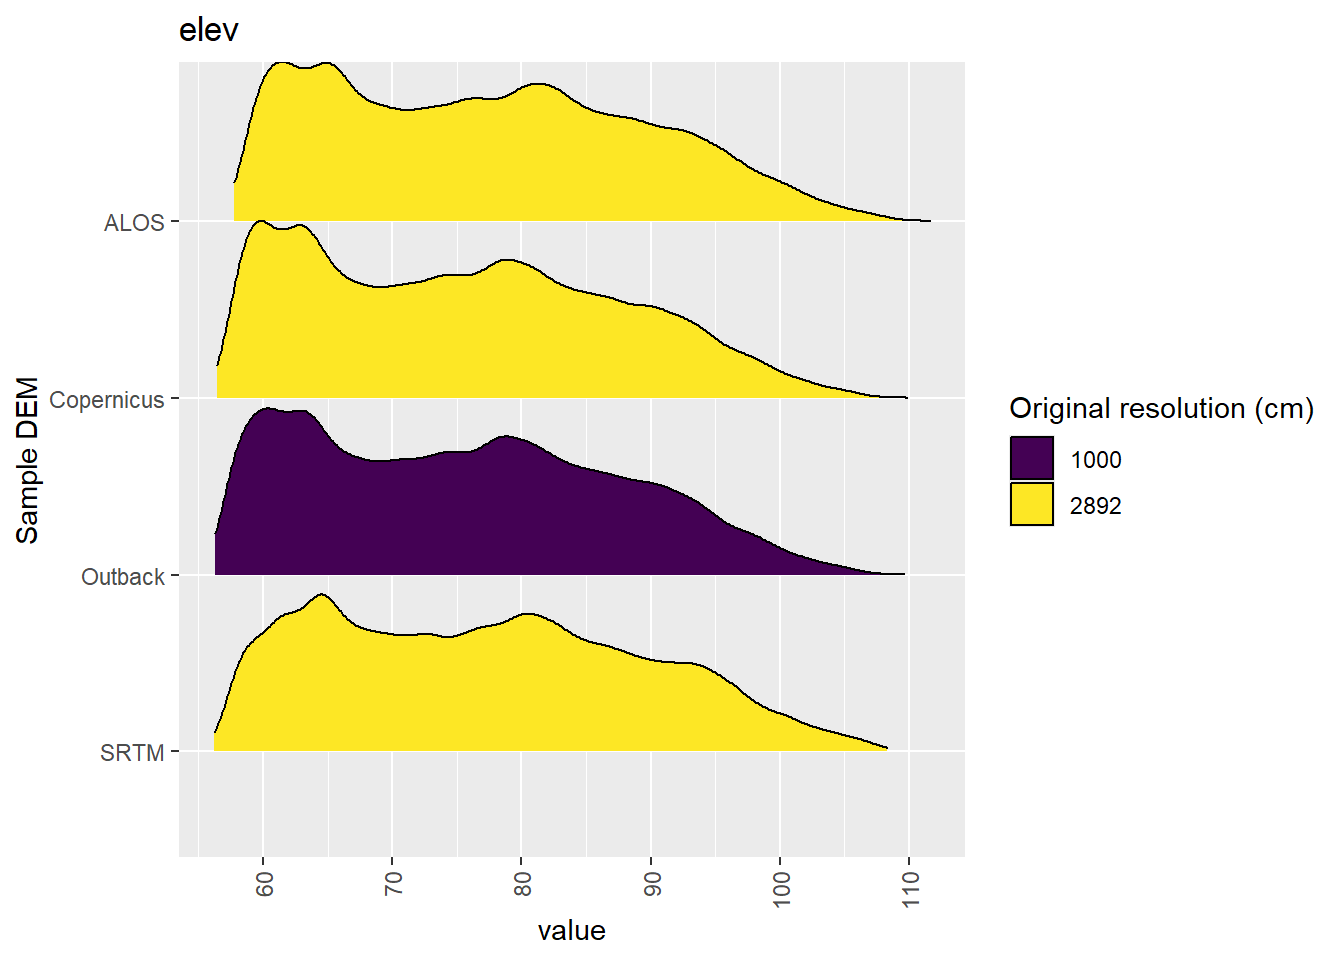 elev
ALOS
Copernicus
Outback
SRTM
Sample DEM
60 70 80 90 100 110
value
Original resolution (cm)
1000
2892